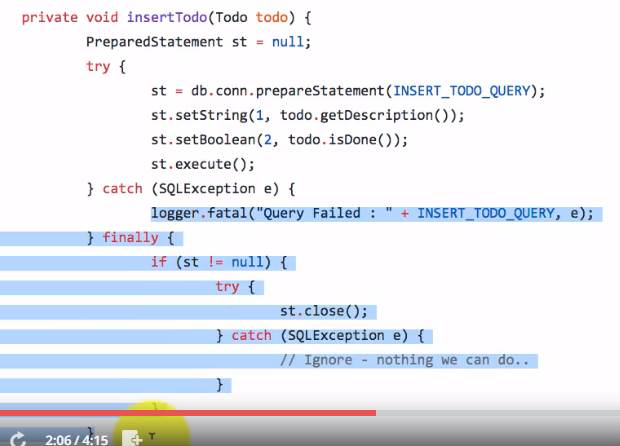 private void insertTodo(Todo todo) {
PreparedStatement st = null;
try {
st = db.conn.prepareStatement(INSERT_TODO_QUERY);
st.setString(1, todo.getDescription());
st.setBoolean(2, todo.isDone());
st.execute();
} catch (SQLException e) {
logger.fatal("Query Failed : " + INSERT_TODO_QUERY, e);
} finally {
if (st != null) {
try {
st.close();
} catch (SQLException e) {
// Ignore - nothing we can do..
}
}
}
2:06 / 4:15